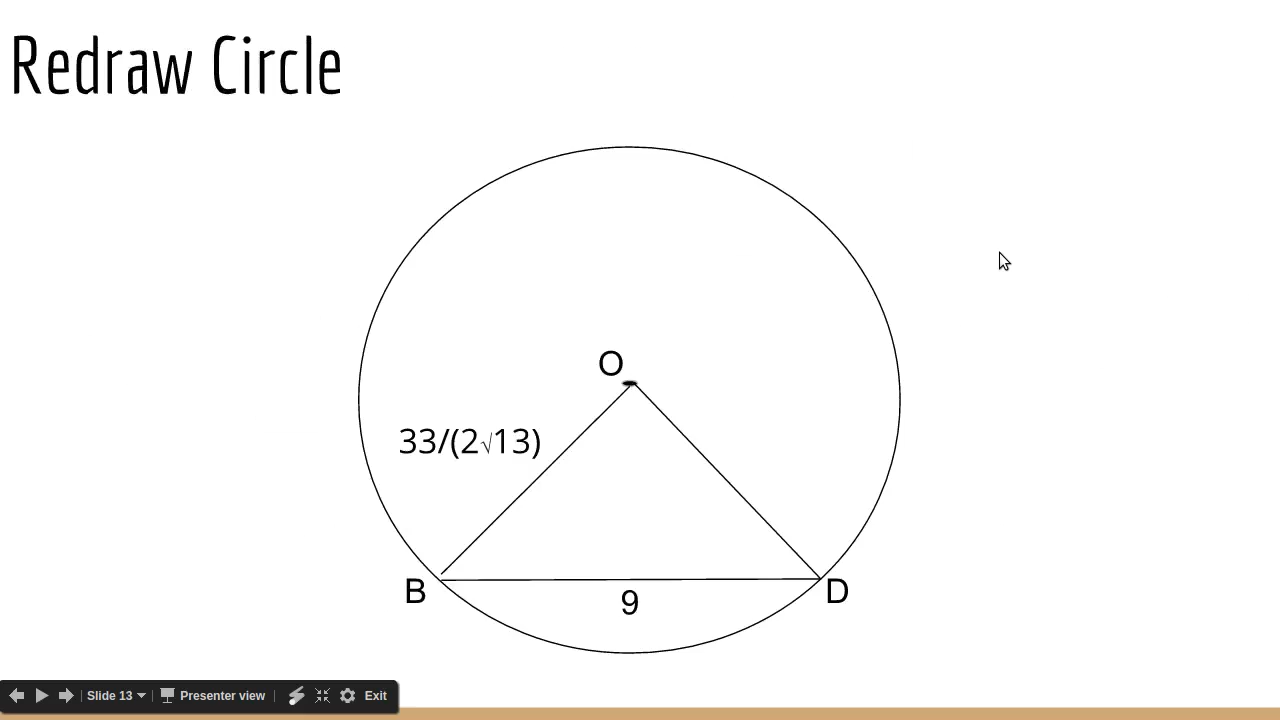 Redraw Circle
O
33/(2√13)
B
D
9
Slide 13
Presenter view
Exit